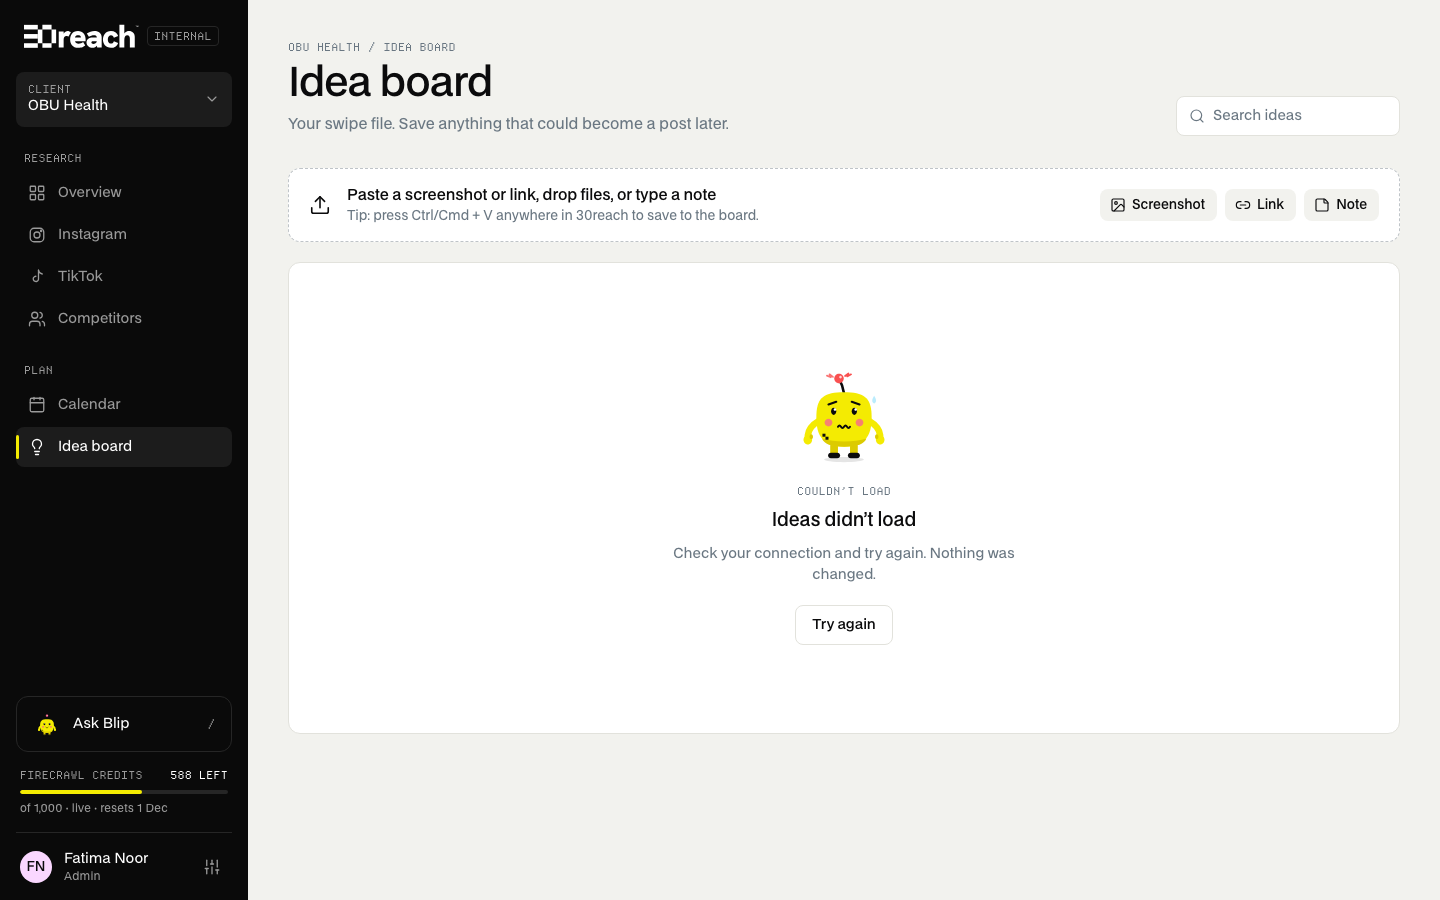 30reach
INTERNAL
CLIENT
OBU Health
RESEARCH
Overview
Instagram
TikTok
Competitors
PLAN
Calendar
Idea board
Ask Blip
/
FIRECRAWL CREDITS 588 LEFT
of 1,000 · live · resets 1 Dec
FN
Fatima Noor
Admin
OBU HEALTH / IDEA BOARD
Idea board
Your swipe file. Save anything that could become a post later.
Search ideas
Paste a screenshot or link, drop files, or type a note
Tip: press Ctrl/Cmd + V anywhere in 30reach to save to the board.
Screenshot
Link
Note
COULDN’T LOAD
Ideas didn’t load
Check your connection and try again. Nothing was
changed.
Try again